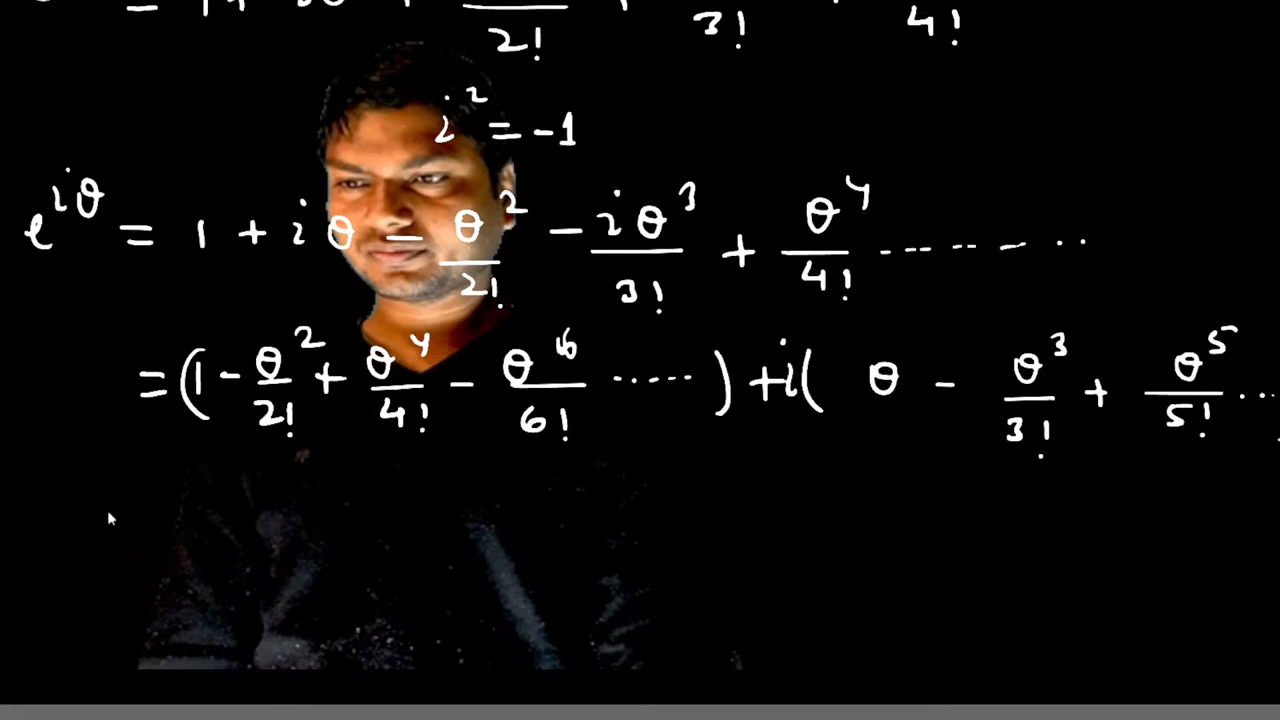 2! 3! 4!
i² = -1
e^{iθ} = 1 + iθ - θ²/2! - iθ³/3! + θ⁴/4! ----------
= (1 - θ²/2! + θ⁴/4! - θ⁶/6! ......) + i( θ - θ³/3! + θ⁵/5! ...